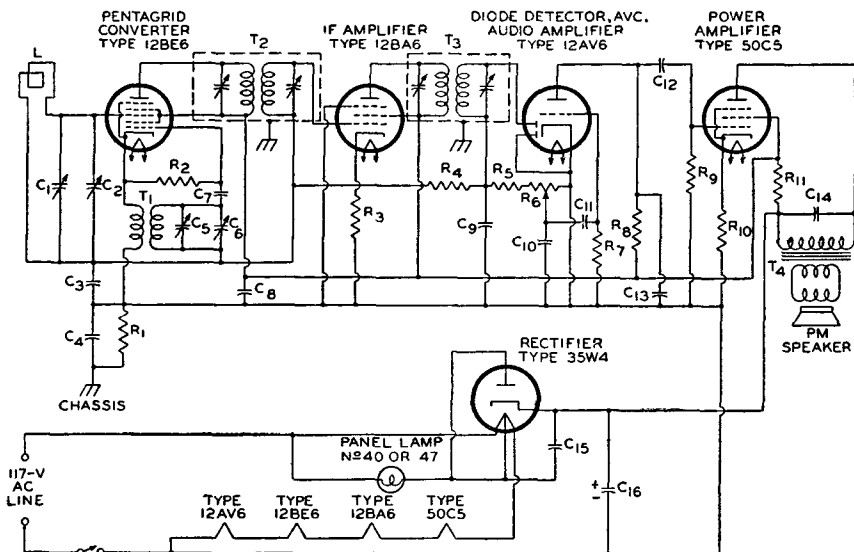 PENTAGRID
CONVERTER
TYPE 12BE6
T2
IF AMPLIFIER
TYPE 12BA6
T3
DIODE DETECTOR, AVC,
AUDIO AMPLIFIER
TYPE 12AV6
POWER
AMPLIFIER
TYPE 50C5
L
C12
C1
C2
R2
C7
T1
C5
C6
R3
R4
R5
R6
C9
C11
C10
R7
R8
R9
R10
R11
C14
T4
C3
C8
C13
C4
R1
PM
SPEAKER
CHASSIS
RECTIFIER
TYPE 35W4
PANEL LAMP
Nº40 OR 47
C15
C16
+
−
117-V
AC
LINE
TYPE
12AV6
TYPE
12BE6
TYPE
12BA6
TYPE
50C5